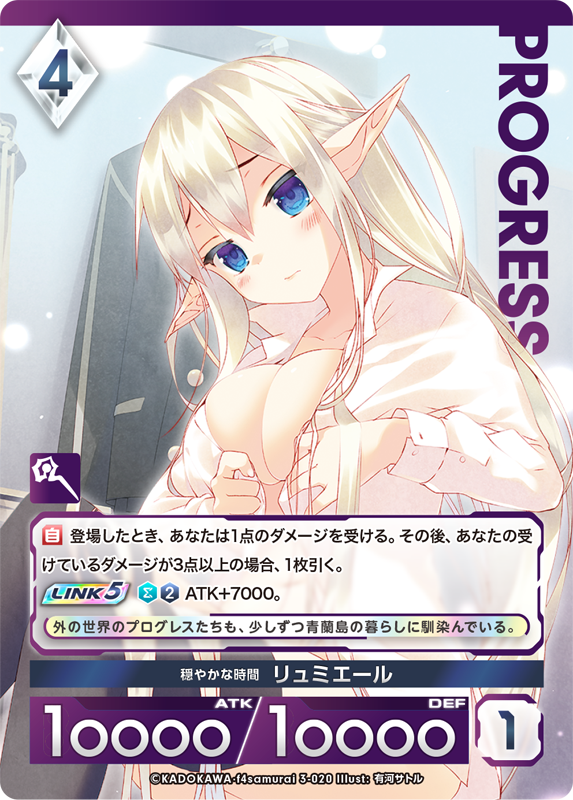 4
PROGRESS
自 登場したとき、あなたは1点のダメージを受ける。その後、あなたの受
けているダメージが3点以上の場合、1枚引く。
LINK 5 Σ 2 ATK+7000。
外の世界のプログレスたちも、少しずつ青蘭島の暮らしに馴染んでいる。
穏やかな時間 リュミエール
ATK DEF
10000/10000 1
©KADOKAWA・f4samurai 3-020 Illust: 有河サトル